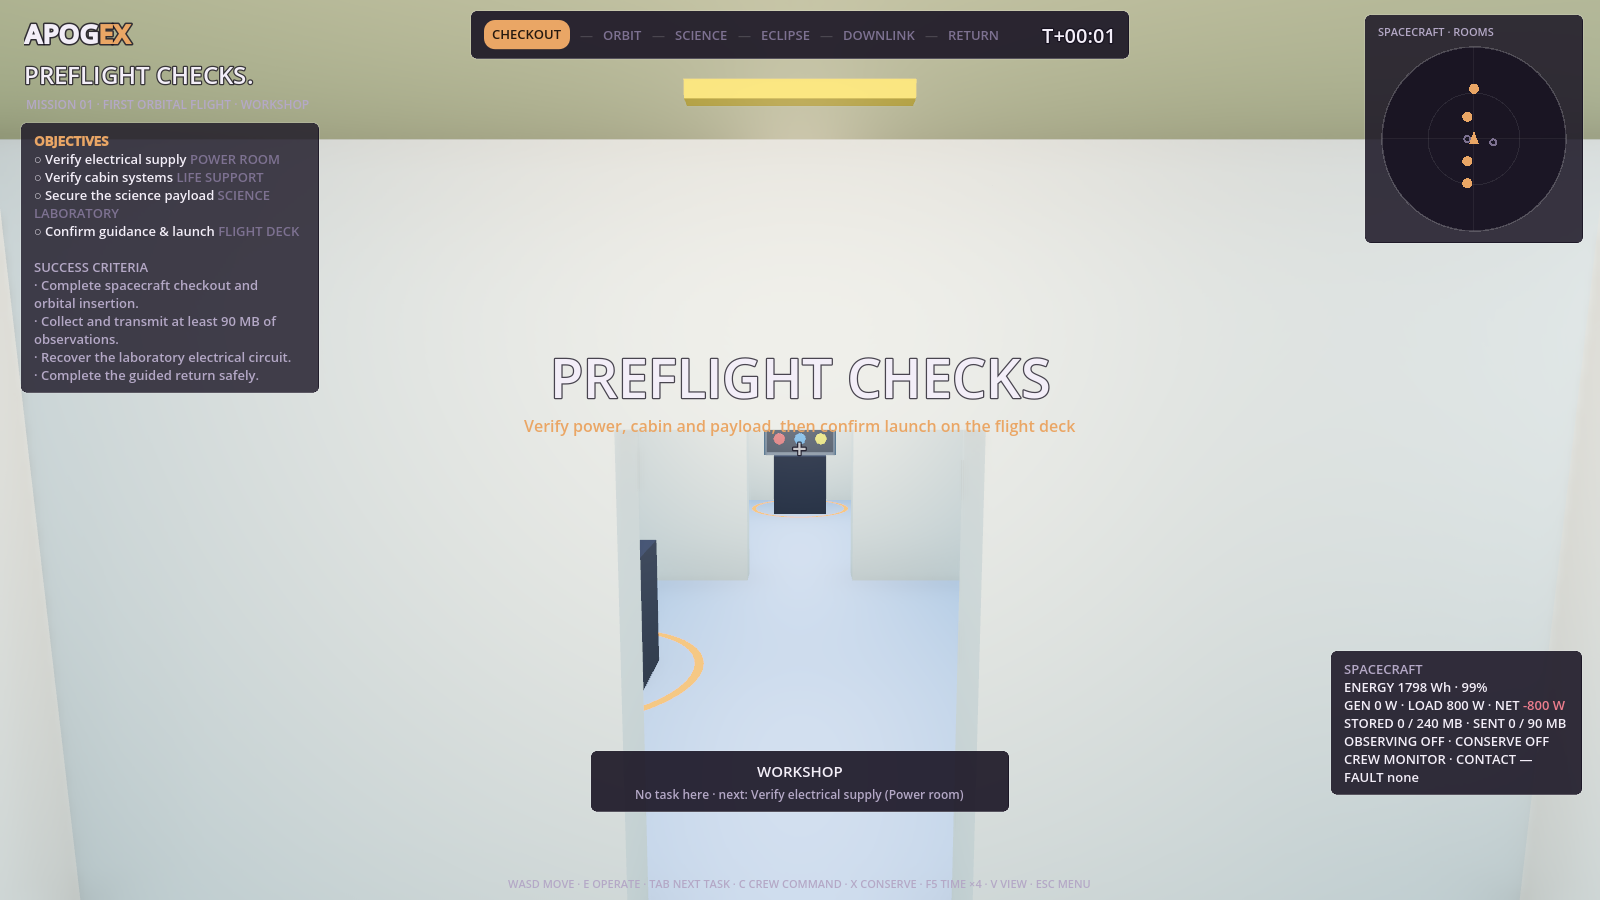 APOGEX
PREFLIGHT CHECKS.
MISSION 01 · FIRST ORBITAL FLIGHT · WORKSHOP
OBJECTIVES
○ Verify electrical supply POWER ROOM
○ Verify cabin systems LIFE SUPPORT
○ Secure the science payload SCIENCE
LABORATORY
○ Confirm guidance & launch FLIGHT DECK
SUCCESS CRITERIA
· Complete spacecraft checkout and
orbital insertion.
· Collect and transmit at least 90 MB of
observations.
· Recover the laboratory electrical circuit.
· Complete the guided return safely.
CHECKOUT — ORBIT — SCIENCE — ECLIPSE — DOWNLINK — RETURN T+00:01
SPACECRAFT · ROOMS
PREFLIGHT CHECKS
Verify power, cabin and payload, then confirm launch on the flight deck
SPACECRAFT
ENERGY 1798 Wh · 99%
GEN 0 W · LOAD 800 W · NET -800 W
STORED 0 / 240 MB · SENT 0 / 90 MB
OBSERVING OFF · CONSERVE OFF
CREW MONITOR · CONTACT —
FAULT none
WORKSHOP
No task here · next: Verify electrical supply (Power room)
WASD MOVE · E OPERATE · TAB NEXT TASK · C CREW COMMAND · X CONSERVE · F5 TIME ×4 · V VIEW · ESC MENU